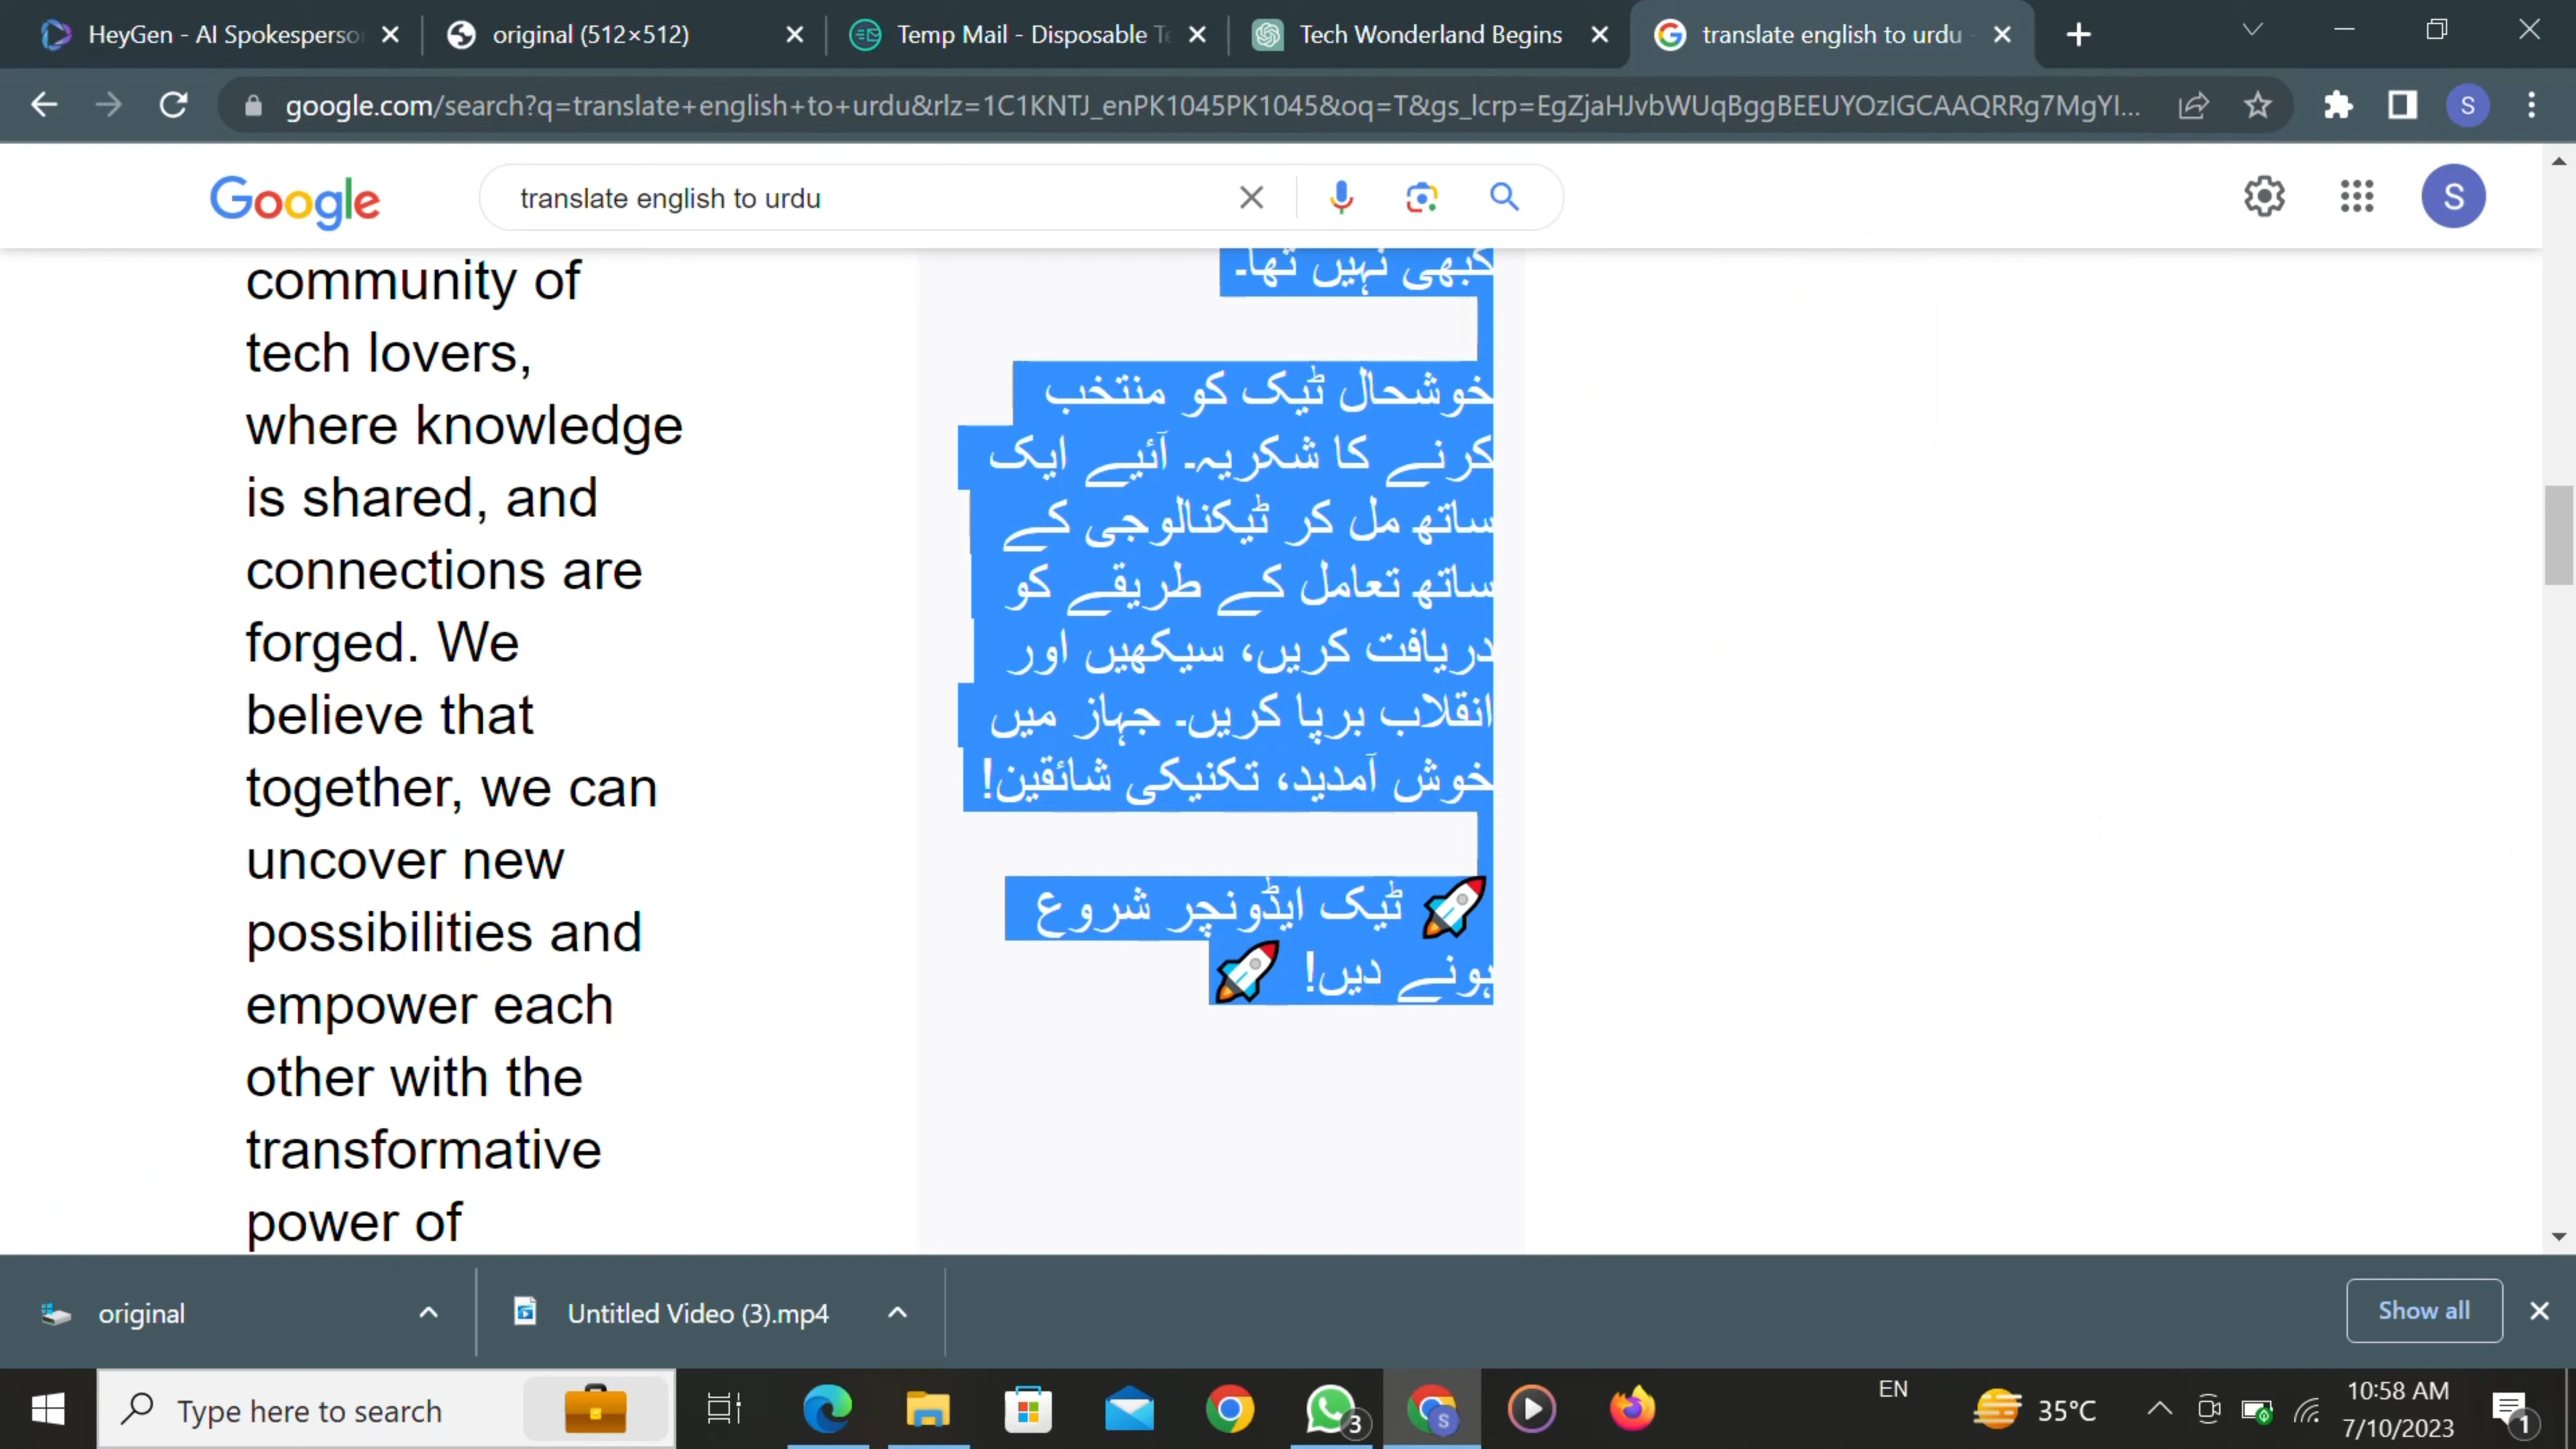 HeyGen - AI Spokesperso
original (512×512)
Temp Mail - Disposable Te
Tech Wonderland Begins
translate english to urdu -
google.com/search?q=translate+english+to+urdu&rlz=1C1KNTJ_enPK1045PK1045&oq=T&gs_lcrp=EgZjaHJvbWUqBggBEEUYOzIGCAAQRRg7MgYI...
S
Google
translate english to urdu
S
community of
tech lovers,
where knowledge
is shared, and
connections are
forged. We
believe that
together, we can
uncover new
possibilities and
empower each
other with the
transformative
power of
کبھی نہیں تھا۔
خوشحال ٹیک کو منتخب
کرنے کا شکریہ۔ آئیے ایک
ساتھ مل کر ٹیکنالوجی کے
ساتھ تعامل کے طریقے کو
دریافت کریں، سیکھیں اور
انقلاب برپا کریں۔ جہاز میں
خوش آمدید، تکنیکی شائقین!
🚀 ٹیک ایڈونچر شروع
ہونے دیں! 🚀
original
Untitled Video (3).mp4
Show all
Type here to search
3
S
EN
35°C
10:58 AM
7/10/2023
1